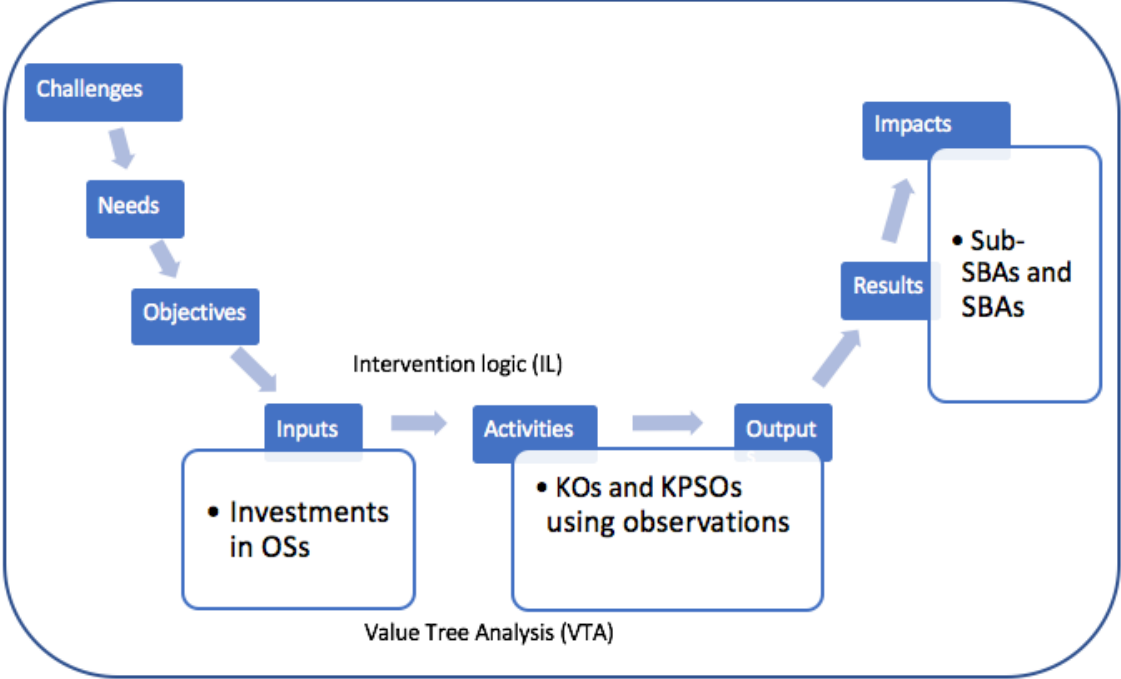 Challenges
Needs
Objectives
Intervention logic (IL)
Inputs
Activities
Output
s
• Investments
in OSs
• KOs and KPSOs
using observations
Results
Impacts
• Sub-
SBAs and
SBAs
Value Tree Analysis (VTA)